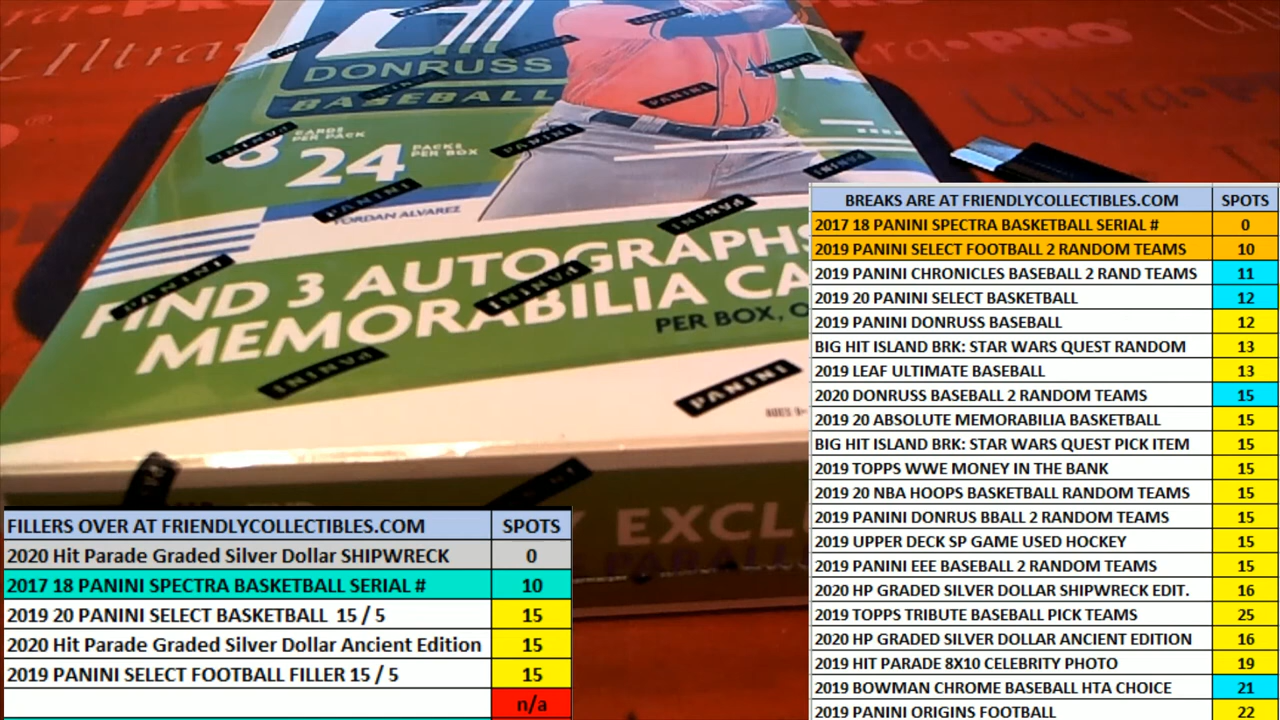 Ultra•PRO
DONRUSS
BASEBALL
8 CARDS PER PACK
24 PACKS PER BOX
YORDAN ALVAREZ
FIND 3 AUTOGRAPHS
MEMORABILIA CA
PER BOX, O
AGES 9+
PANINI
EXCL
PARALLE
BREAKS ARE AT FRIENDLYCOLLECTIBLES.COM SPOTS
2017 18 PANINI SPECTRA BASKETBALL SERIAL # 0
2019 PANINI SELECT FOOTBALL 2 RANDOM TEAMS 10
2019 PANINI CHRONICLES BASEBALL 2 RAND TEAMS 11
2019 20 PANINI SELECT BASKETBALL 12
2019 PANINI DONRUSS BASEBALL 12
BIG HIT ISLAND BRK: STAR WARS QUEST RANDOM 13
2019 LEAF ULTIMATE BASEBALL 13
2020 DONRUSS BASEBALL 2 RANDOM TEAMS 15
2019 20 ABSOLUTE MEMORABILIA BASKETBALL 15
BIG HIT ISLAND BRK: STAR WARS QUEST PICK ITEM 15
2019 TOPPS WWE MONEY IN THE BANK 15
2019 20 NBA HOOPS BASKETBALL RANDOM TEAMS 15
2019 PANINI DONRUS BBALL 2 RANDOM TEAMS 15
2019 UPPER DECK SP GAME USED HOCKEY 15
2019 PANINI EEE BASEBALL 2 RANDOM TEAMS 15
2020 HP GRADED SILVER DOLLAR SHIPWRECK EDIT. 16
2019 TOPPS TRIBUTE BASEBALL PICK TEAMS 25
2020 HP GRADED SILVER DOLLAR ANCIENT EDITION 16
2019 HIT PARADE 8X10 CELEBRITY PHOTO 19
2019 BOWMAN CHROME BASEBALL HTA CHOICE 21
2019 PANINI ORIGINS FOOTBALL 22
FILLERS OVER AT FRIENDLYCOLLECTIBLES.COM SPOTS
2020 Hit Parade Graded Silver Dollar SHIPWRECK 0
2017 18 PANINI SPECTRA BASKETBALL SERIAL # 10
2019 20 PANINI SELECT BASKETBALL 15 / 5 15
2020 Hit Parade Graded Silver Dollar Ancient Edition 15
2019 PANINI SELECT FOOTBALL FILLER 15 / 5 15
n/a